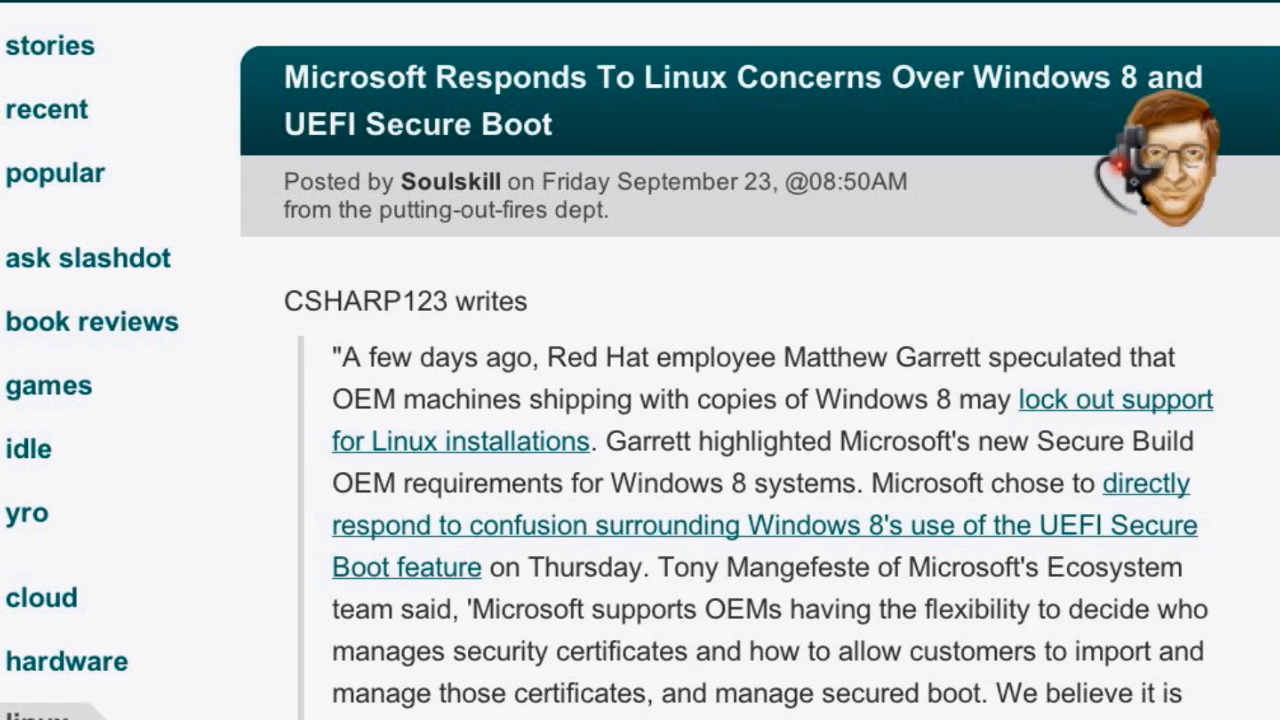 stories
recent
popular
ask slashdot
book reviews
games
idle
yro
cloud
hardware
linux
Microsoft Responds To Linux Concerns Over Windows 8 and
UEFI Secure Boot
Posted by Soulskill on Friday September 23, @08:50AM
from the putting-out-fires dept.
CSHARP123 writes
"A few days ago, Red Hat employee Matthew Garrett speculated that
OEM machines shipping with copies of Windows 8 may lock out support
for Linux installations. Garrett highlighted Microsoft's new Secure Build
OEM requirements for Windows 8 systems. Microsoft chose to directly
respond to confusion surrounding Windows 8's use of the UEFI Secure
Boot feature on Thursday. Tony Mangefeste of Microsoft's Ecosystem
team said, 'Microsoft supports OEMs having the flexibility to decide who
manages security certificates and how to allow customers to import and
manage those certificates, and manage secured boot. We believe it is